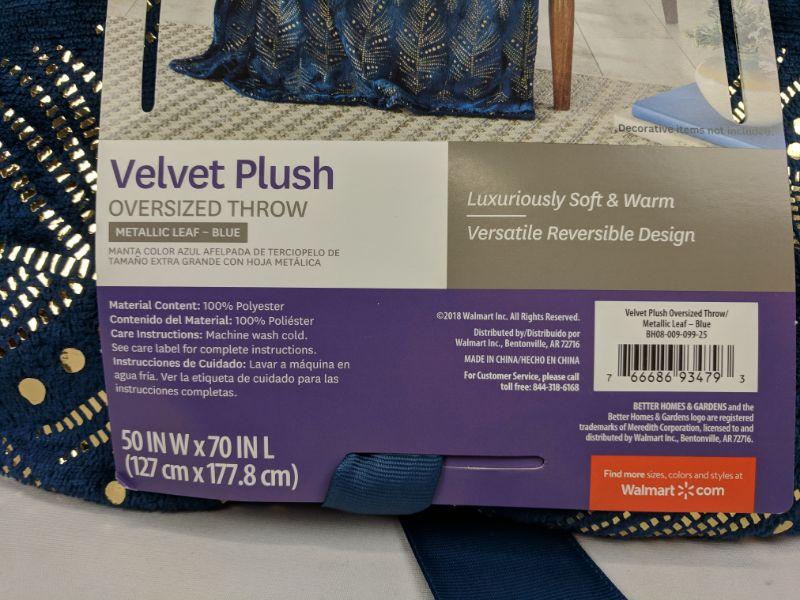 Decorative items not included.
Velvet Plush
OVERSIZED THROW
METALLIC LEAF – BLUE
MANTA COLOR AZUL AFELPADA DE TERCIOPELO DE
TAMAÑO EXTRA GRANDE CON HOJA METÁLICA
Luxuriously Soft & Warm
Versatile Reversible Design
Material Content: 100% Polyester
Contenido del Material: 100% Poliéster
Care Instructions: Machine wash cold.
See care label for complete instructions.
Instrucciones de Cuidado: Lavar a máquina en
agua fría. Ver la etiqueta de cuidado para las
instrucciones completas.
50 IN W x 70 IN L
(127 cm x 177.8 cm)
©2018 Walmart Inc. All Rights Reserved.
Distributed by/Distribuido por
Walmart Inc., Bentonville, AR 72716
MADE IN CHINA/HECHO EN CHINA
For Customer Service, please call
toll free: 844-318-6168
Velvet Plush Oversized Throw/
Metallic Leaf – Blue
BH08-009-099-25
7 66686 93479 3
BETTER HOMES & GARDENS and the
Better Homes & Gardens logo are registered
trademarks of Meredith Corporation, licensed to and
distributed by Walmart Inc., Bentonville, AR 72716.
Find more sizes, colors and styles at
Walmart.com